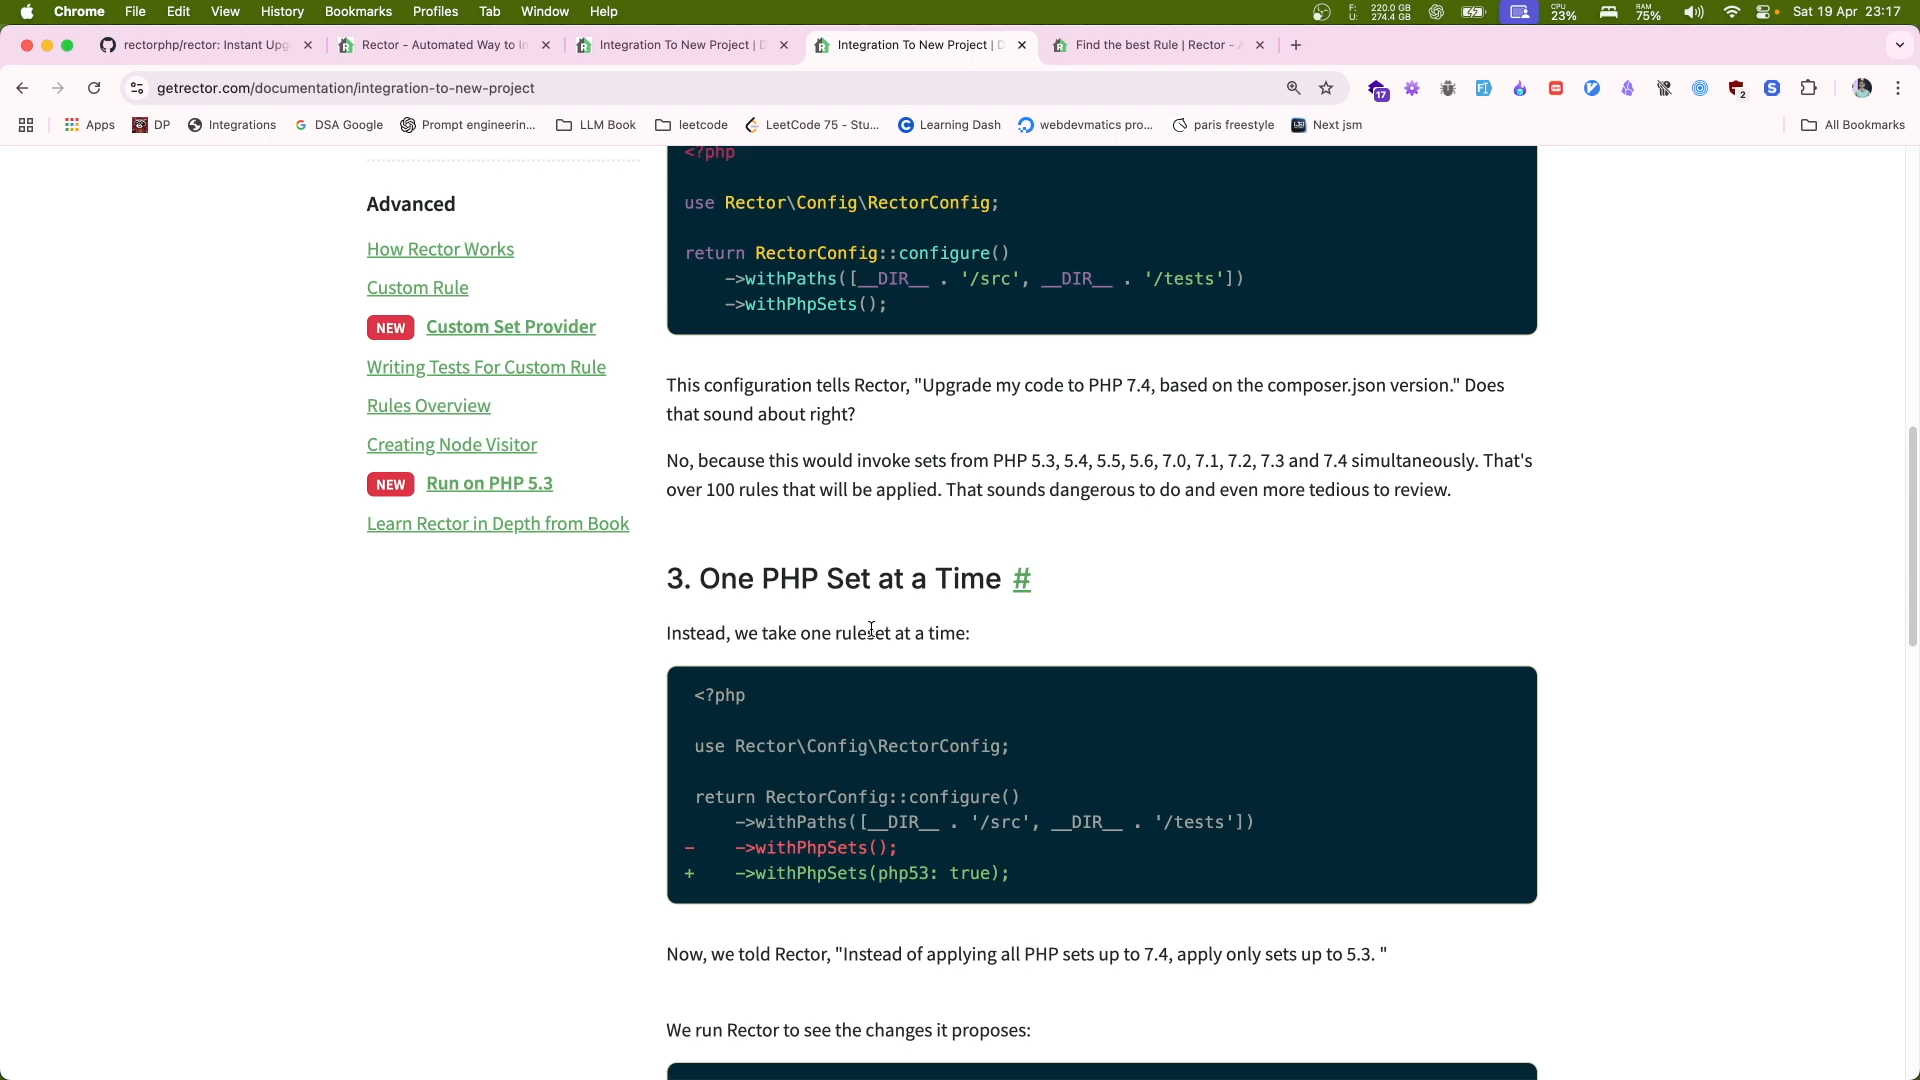 Chrome File Edit View History Bookmarks Profiles Tab Window Help
F: 220.0 GB
U: 274.4 GB
CPU 23%
RAM 75%
Sat 19 Apr 23:17
rectorphp/rector: Instant Upg
Rector - Automated Way to In
Integration To New Project | D
Integration To New Project | D
Find the best Rule | Rector - A
getrector.com/documentation/integration-to-new-project
17
2
Apps DP Integrations DSA Google Prompt engineerin... LLM Book leetcode LeetCode 75 - Stu... Learning Dash webdevmatics pro... paris freestyle Next jsm All Bookmarks
Advanced
How Rector Works
Custom Rule
NEW Custom Set Provider
Writing Tests For Custom Rule
Rules Overview
Creating Node Visitor
NEW Run on PHP 5.3
Learn Rector in Depth from Book
<?php
use Rector\Config\RectorConfig;
return RectorConfig::configure()
->withPaths([__DIR__ . '/src', __DIR__ . '/tests'])
->withPhpSets();
This configuration tells Rector, "Upgrade my code to PHP 7.4, based on the composer.json version." Does
that sound about right?
No, because this would invoke sets from PHP 5.3, 5.4, 5.5, 5.6, 7.0, 7.1, 7.2, 7.3 and 7.4 simultaneously. That's
over 100 rules that will be applied. That sounds dangerous to do and even more tedious to review.
3. One PHP Set at a Time #
Instead, we take one ruleset at a time:
<?php
use Rector\Config\RectorConfig;
return RectorConfig::configure()
->withPaths([__DIR__ . '/src', __DIR__ . '/tests'])
- ->withPhpSets();
+ ->withPhpSets(php53: true);
Now, we told Rector, "Instead of applying all PHP sets up to 7.4, apply only sets up to 5.3. "
We run Rector to see the changes it proposes: